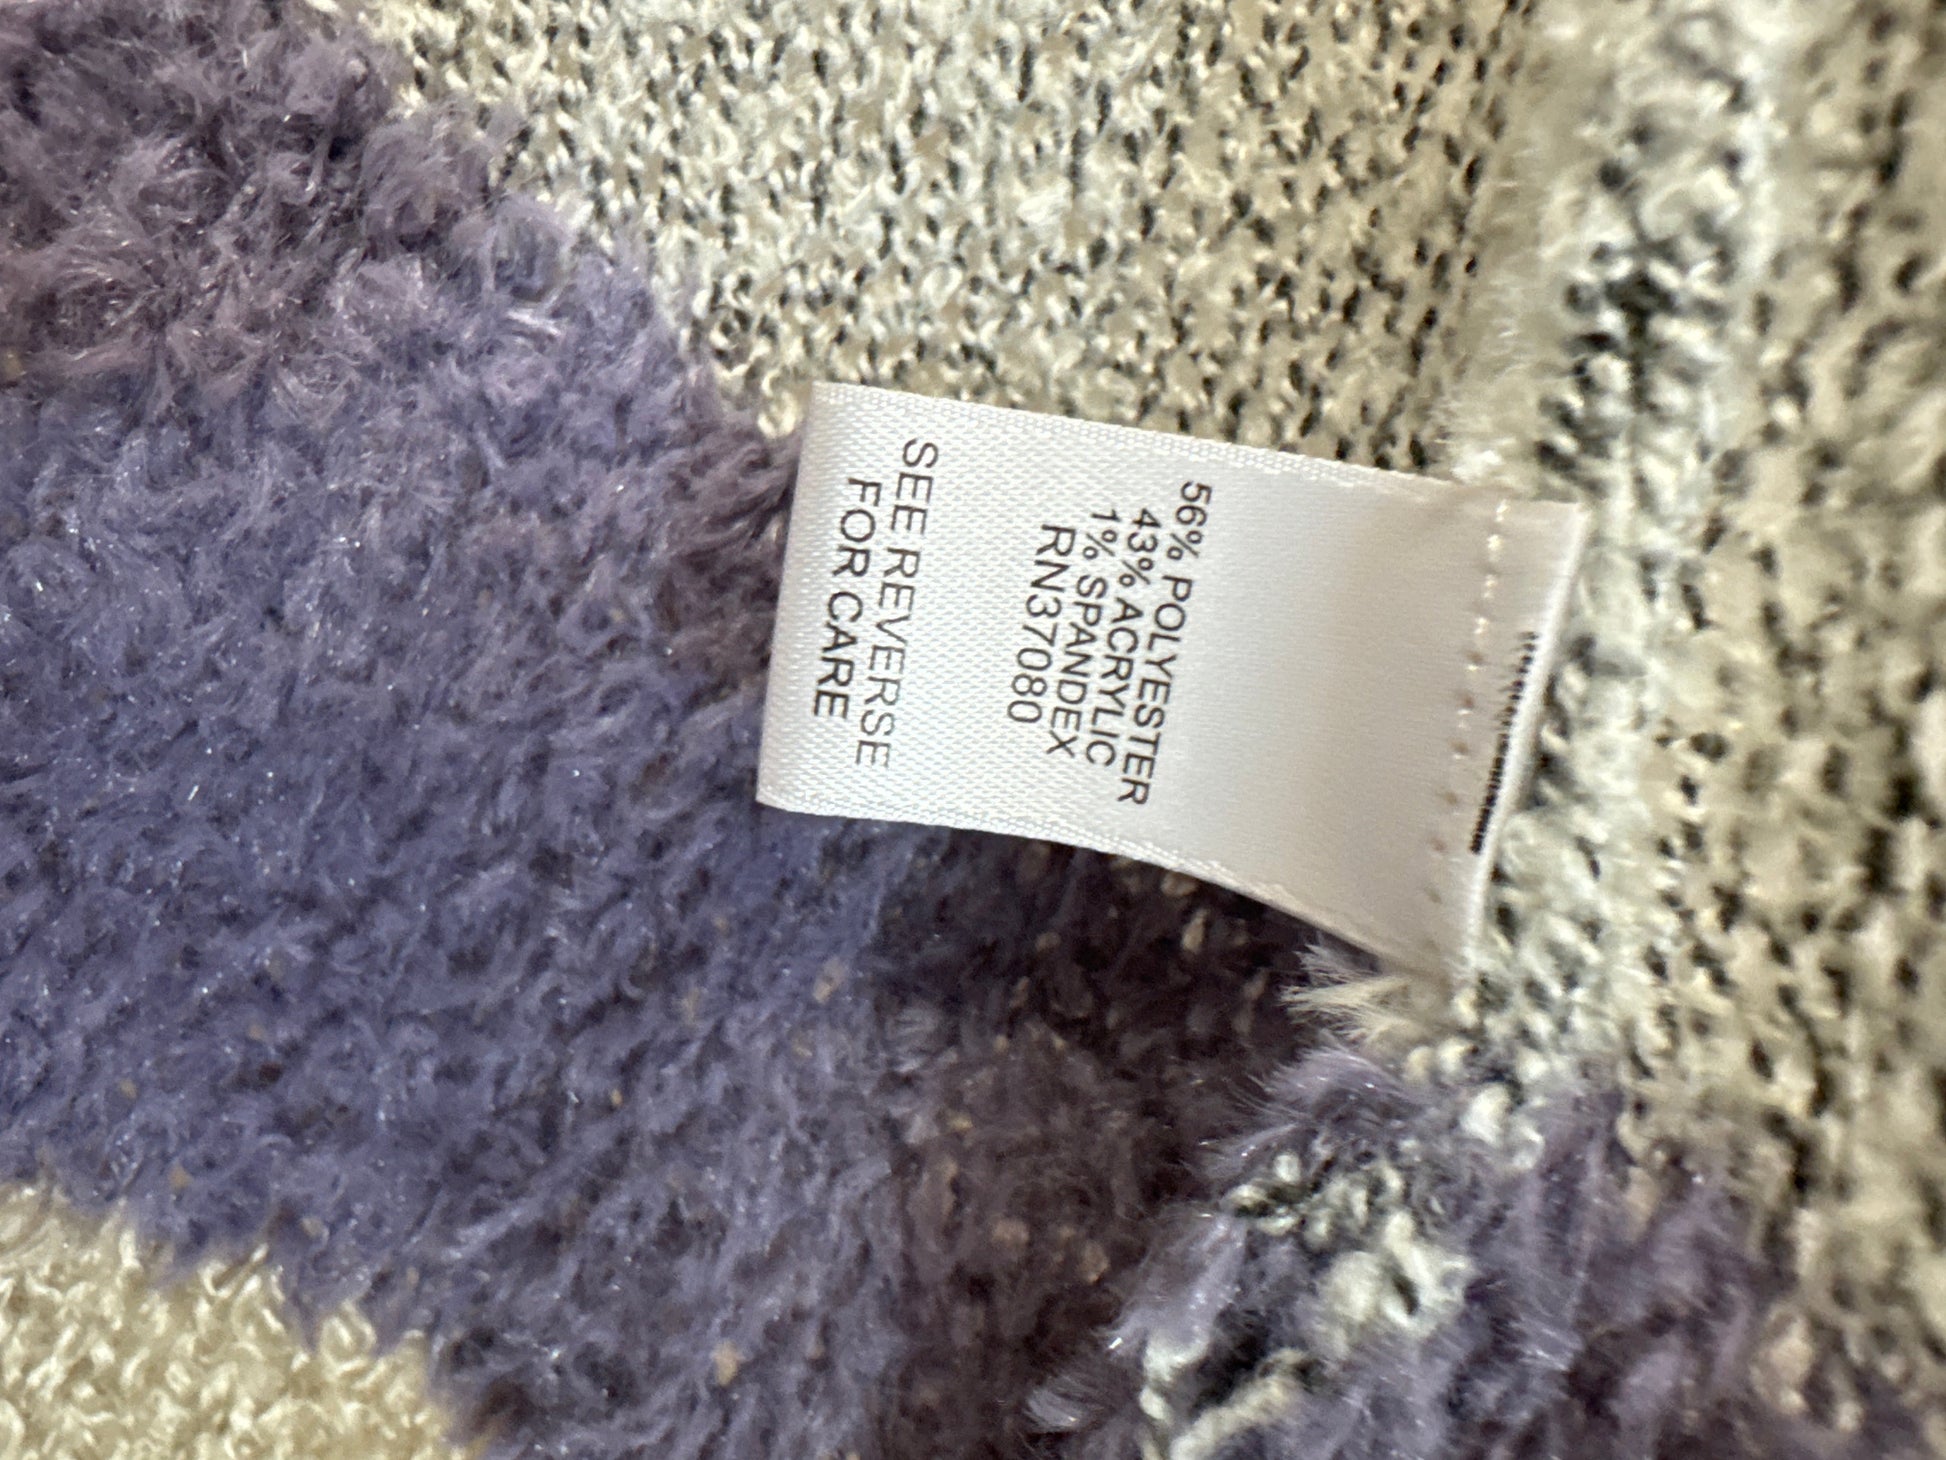 56% POLYESTER
43% ACRYLIC
1% SPANDEX
RN37080
SEE REVERSE
FOR CARE